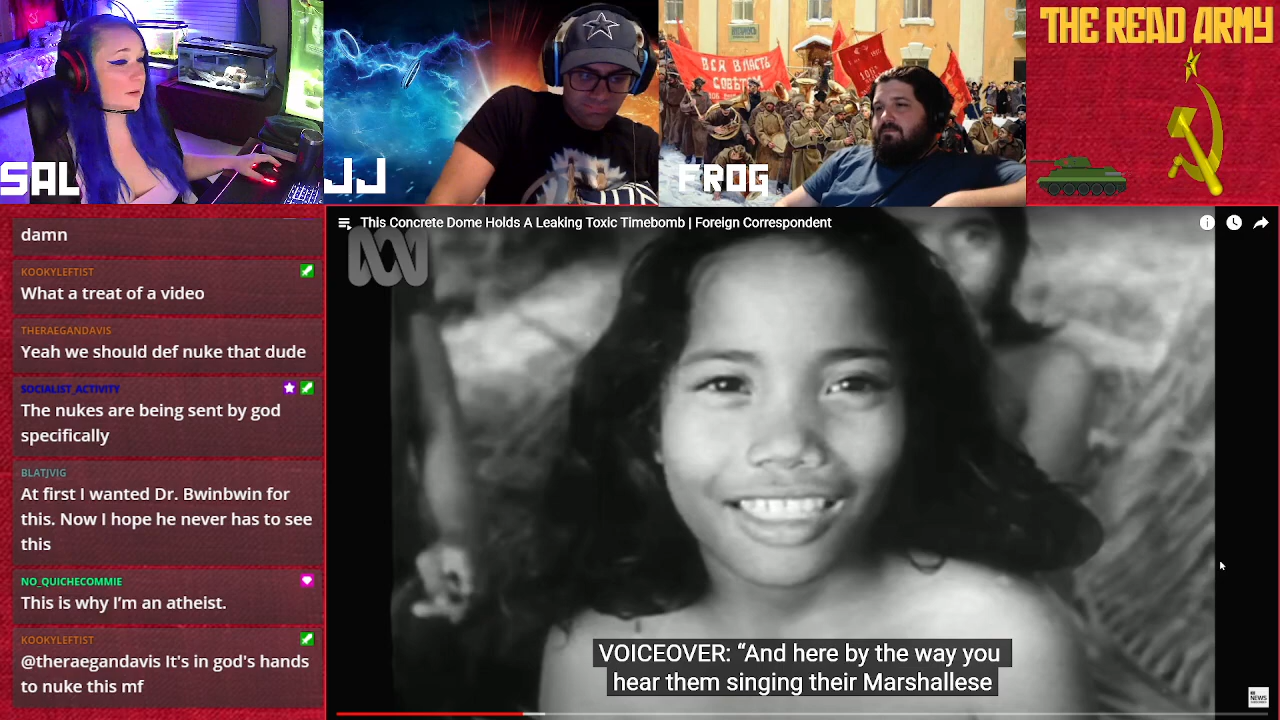 SAL
JJ
FROG
ВСЯ ВЛАСТЬ
СОВѢТАМ
THE READ ARMY
damn
KOOKYLEFTIST
What a treat of a video
THERAEGANDAVIS
Yeah we should def nuke that dude
SOCIALIST_ACTIVITY
The nukes are being sent by god
specifically
BLATJVIG
At first I wanted Dr. Bwinbwin for
this. Now I hope he never has to see
this
NO_QUICHECOMMIE
This is why I'm an atheist.
KOOKYLEFTIST
@theraegandavis It's in god's hands
to nuke this mf
This Concrete Dome Holds A Leaking Toxic Timebomb | Foreign Correspondent
VOICEOVER: “And here by the way you
hear them singing their Marshallese
NEWS